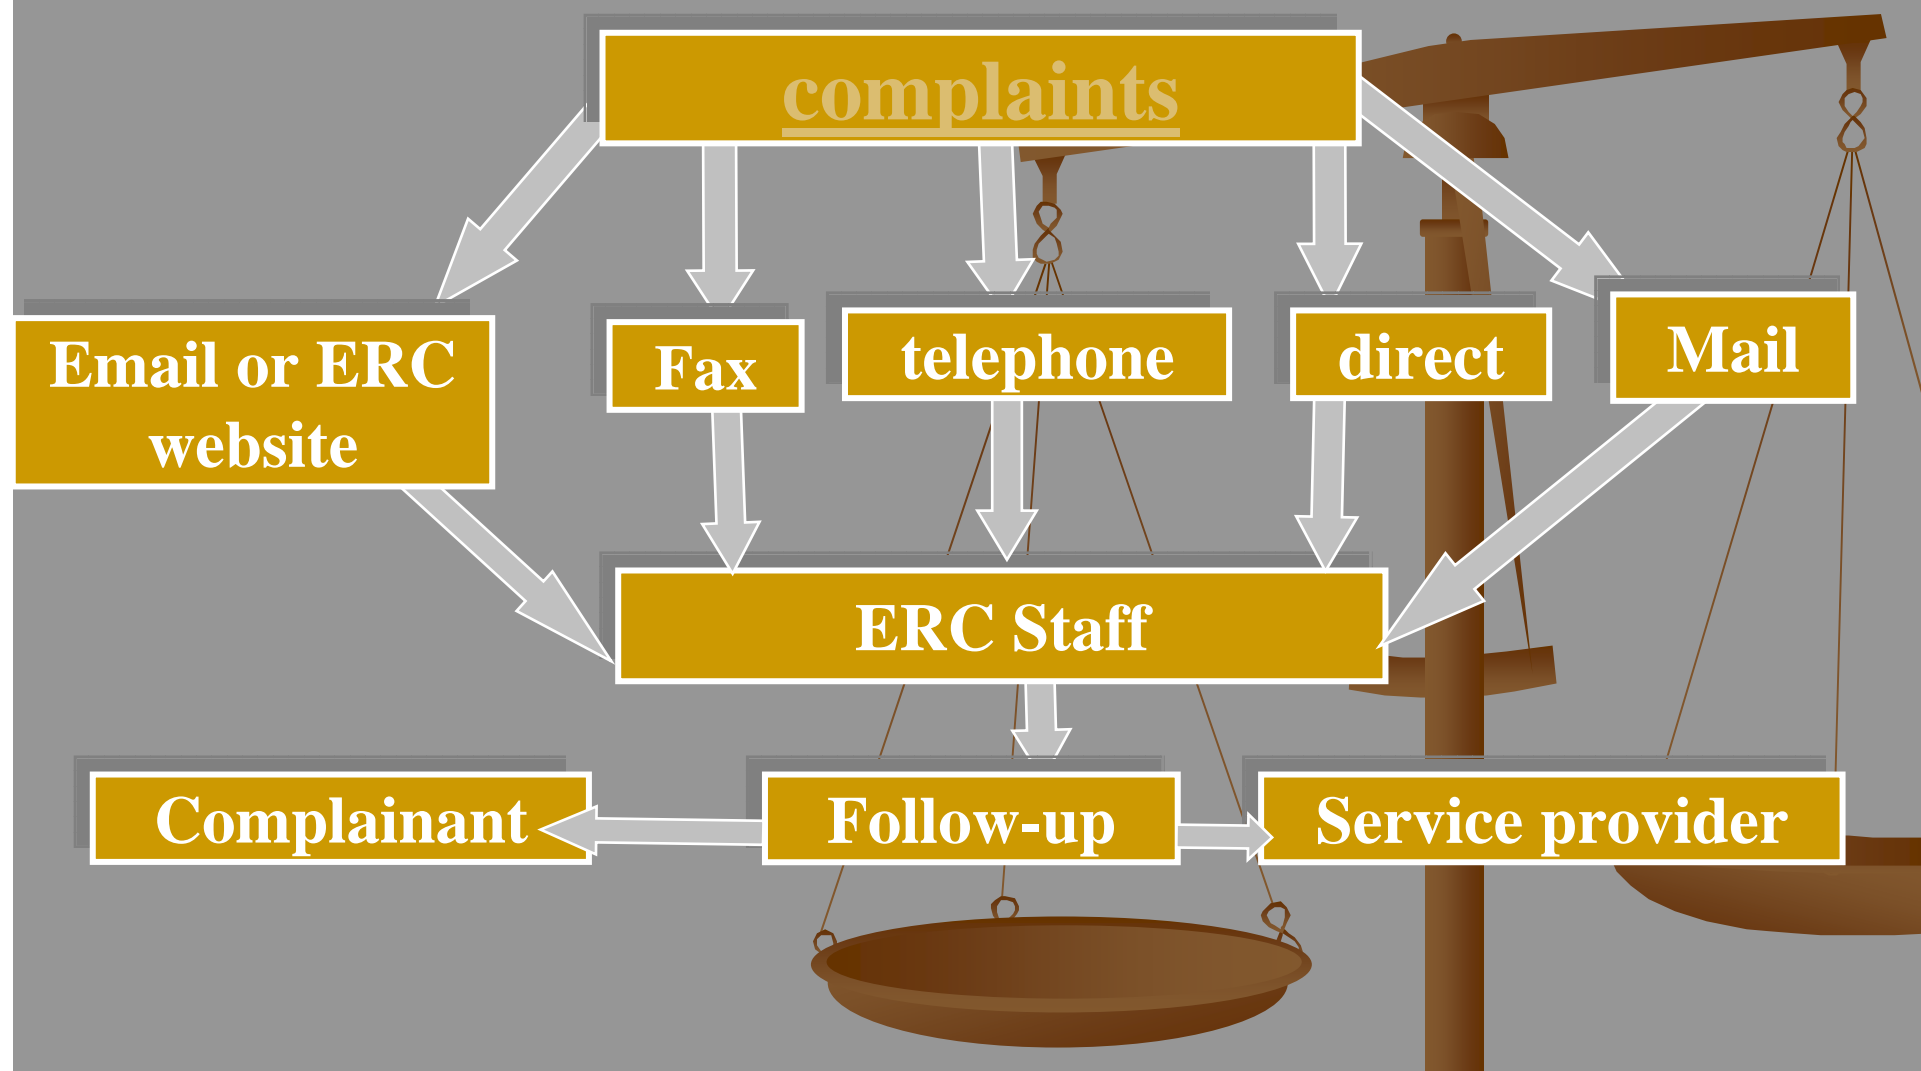 complaints
Email or ERC
website
Fax
telephone
direct
Mail
ERC Staff
Complainant
Follow-up
Service provider